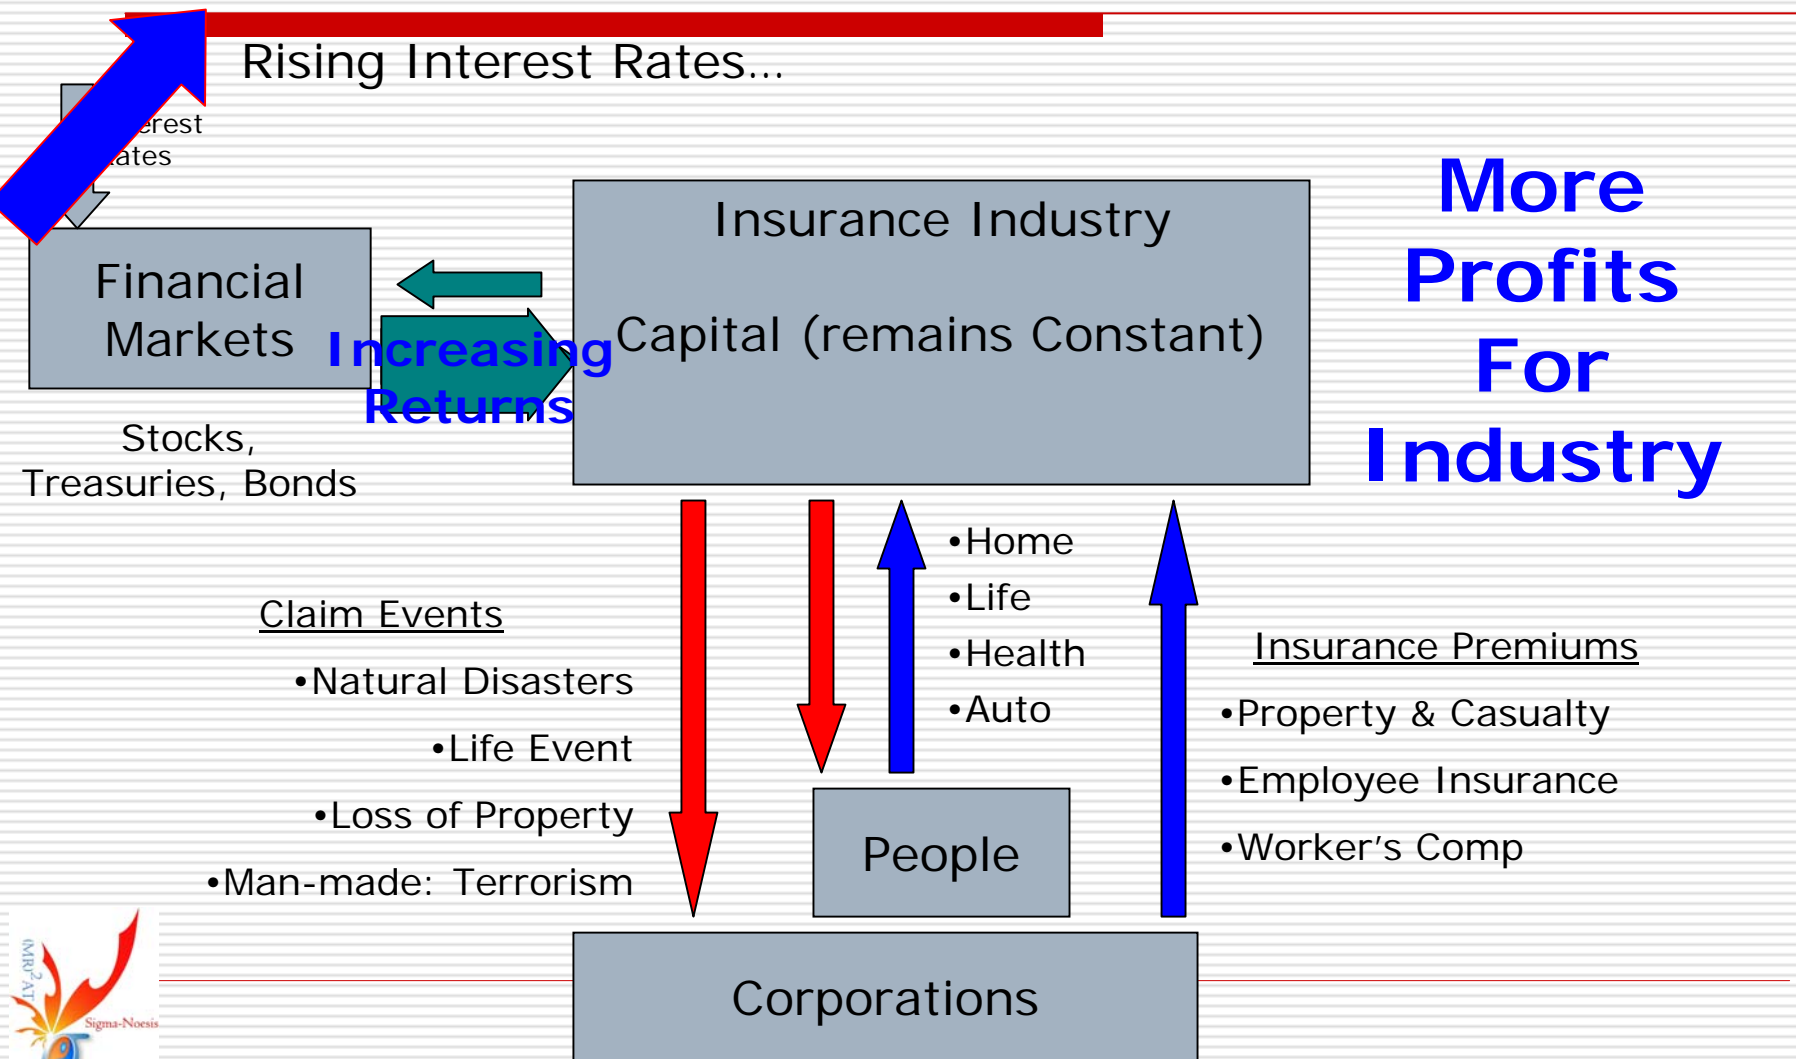 Rising Interest Rates...
Insurance Industry
Capital (remains Constant)
More
Profits
For
Industry
Financial
Markets
Increasing
Returns
Stocks,
Treasuries, Bonds
Claim Events
•Natural Disasters
•Life Event
•Loss of Property
•Man-made: Terrorism
•Home
•Life
•Health
•Auto
Insurance Premiums
•Property & Casualty
•Employee Insurance
•Worker's Comp
People
Corporations
Sigma-Noesis